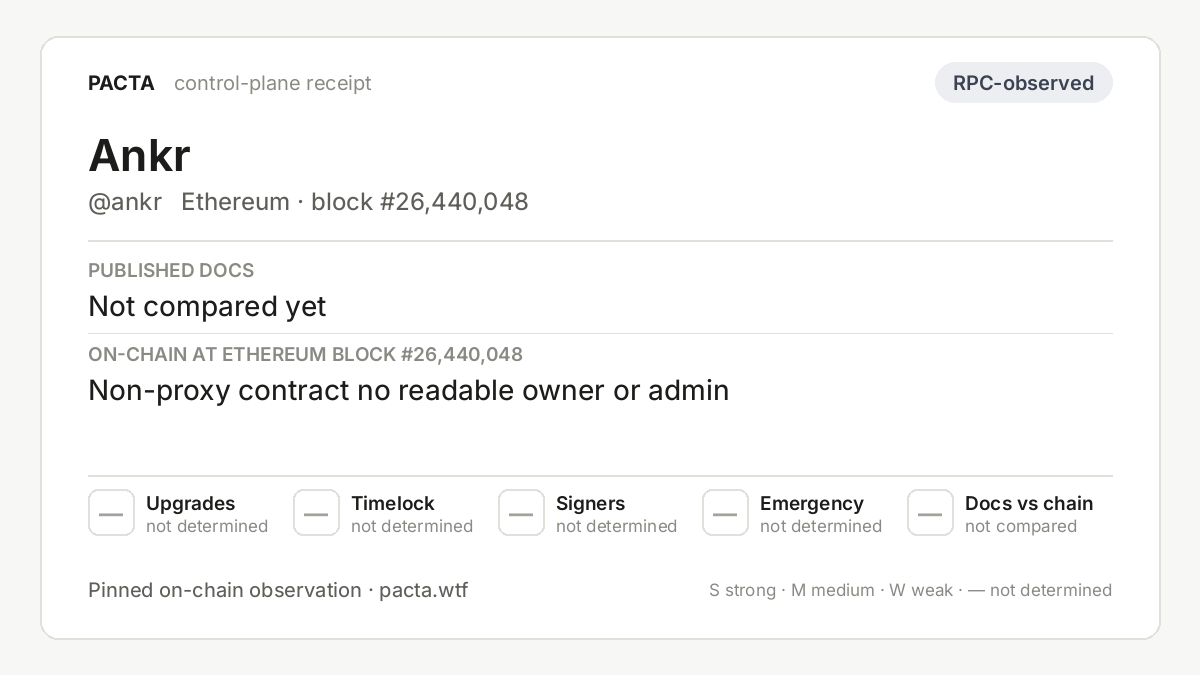 PACTA control-plane receipt
RPC-observed
Ankr
@ankr Ethereum · block #26,440,048
PUBLISHED DOCS
Not compared yet
ON-CHAIN AT ETHEREUM BLOCK #26,440,048
Non-proxy contract no readable owner or admin
— Upgrades
not determined
— Timelock
not determined
— Signers
not determined
— Emergency
not determined
— Docs vs chain
not compared
Pinned on-chain observation · pacta.wtf
S strong · M medium · W weak · — not determined